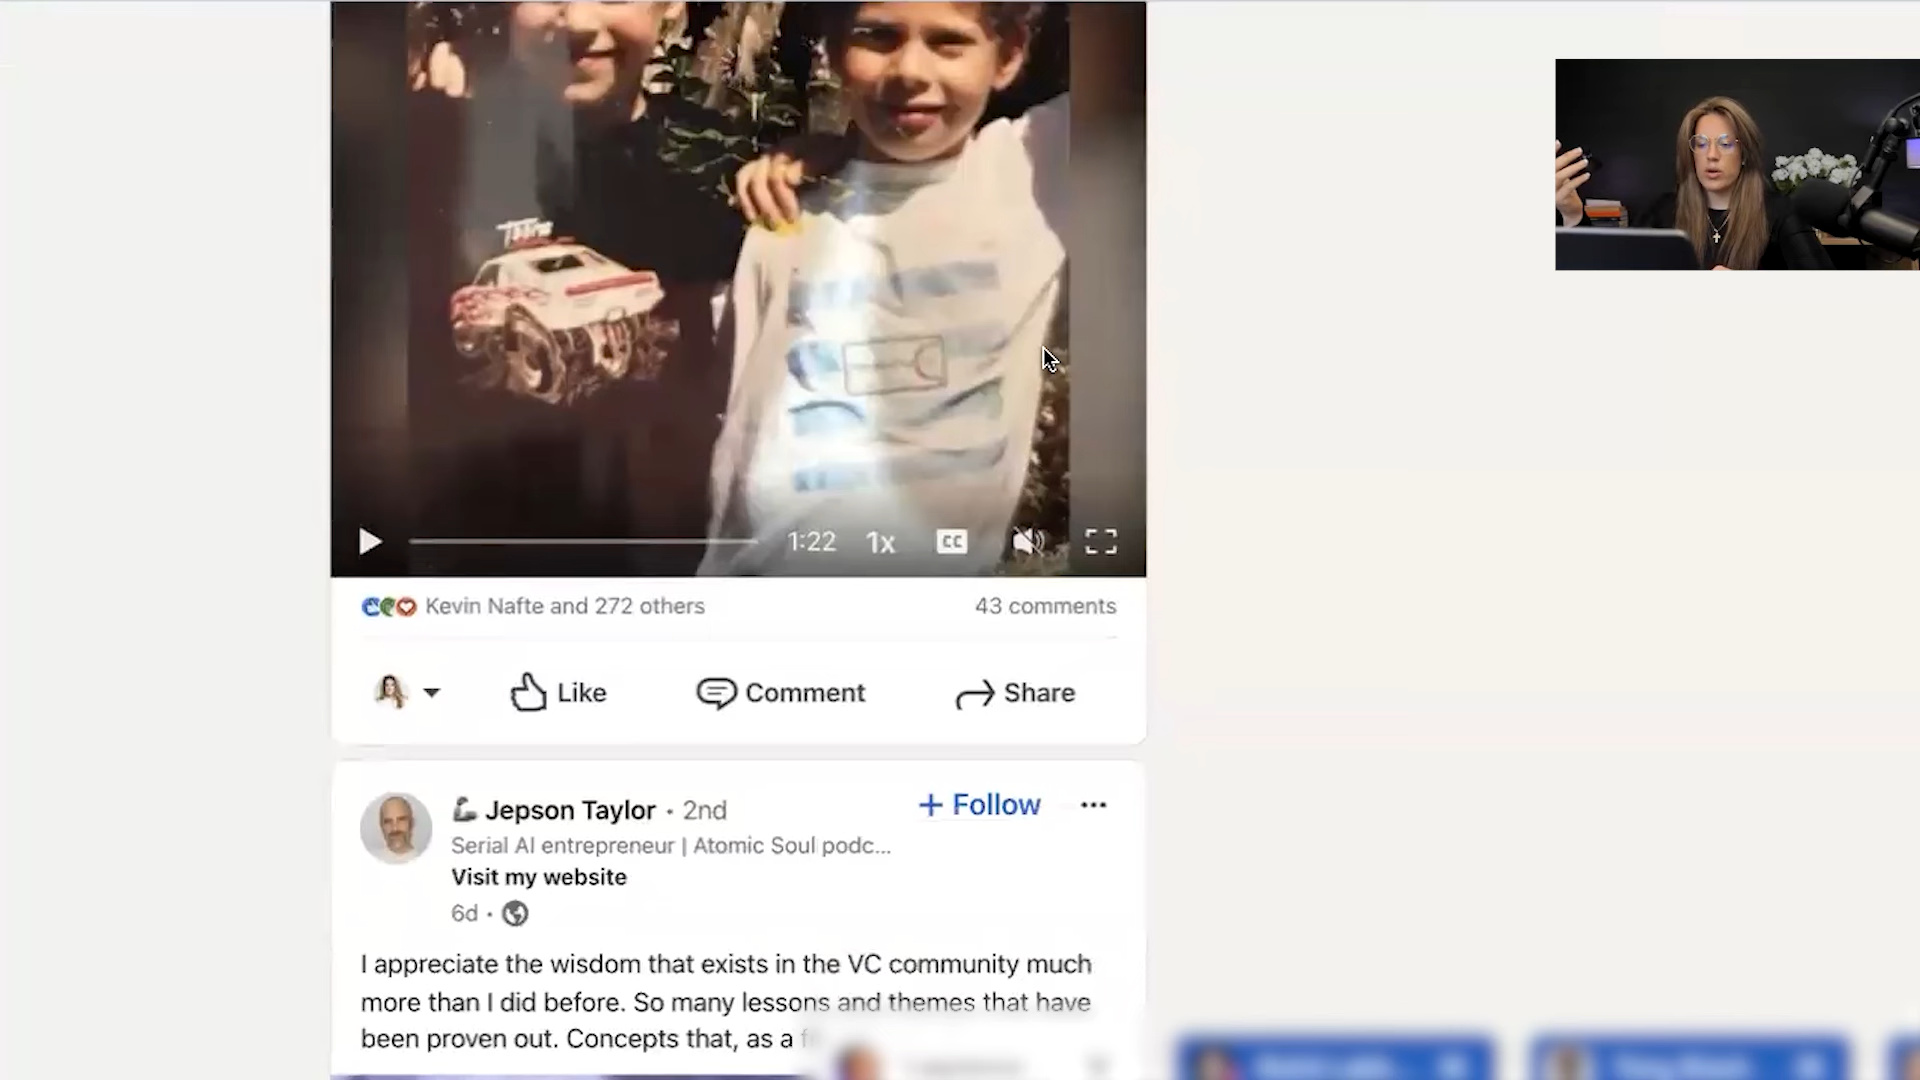 1:22 1x CC
Kevin Nafte and 272 others 43 comments
Like Comment Share
Jepson Taylor • 2nd + Follow
Serial AI entrepreneur | Atomic Soul podc...
Visit my website
6d •
I appreciate the wisdom that exists in the VC community much
more than I did before. So many lessons and themes that have
been proven out. Concepts that, as a